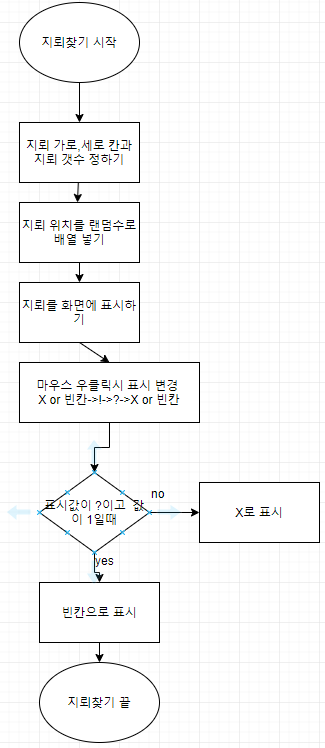 지뢰찾기 시작
지뢰 가로,세로 칸과
지뢰 갯수 정하기
지뢰 위치를 랜덤수로
배열 넣기
지뢰를 화면에 표시하
기
마우스 우클릭시 표시 변경
X or 빈칸->!->?->X or 빈칸
표시값이 ?이고 값
이 1일때
no
X로 표시
yes
빈칸으로 표시
지뢰찾기 끝